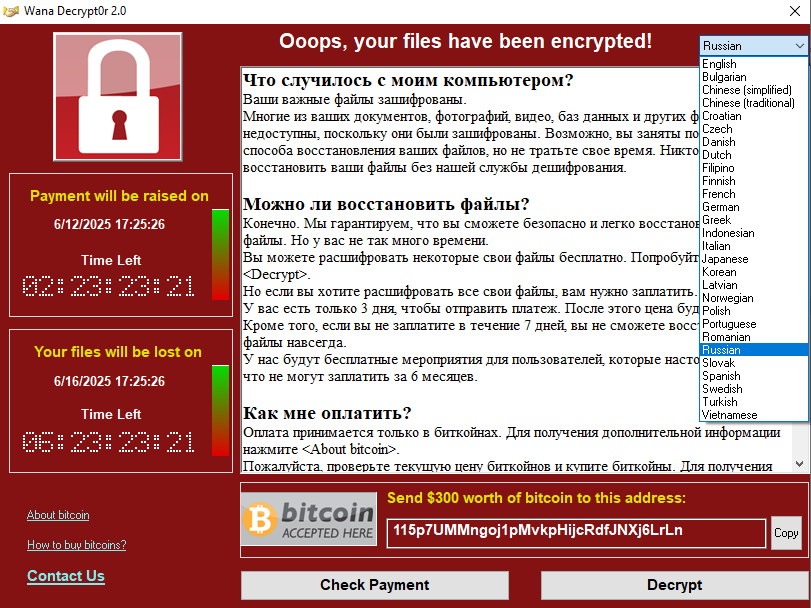 Wana Decrypt0r 2.0
Ooops, your files have been encrypted!
Russian
English
Bulgarian
Chinese (simplified)
Chinese (traditional)
Croatian
Czech
Danish
Dutch
Filipino
Finnish
French
German
Greek
Indonesian
Italian
Japanese
Korean
Latvian
Norwegian
Polish
Portuguese
Romanian
Russian
Slovak
Spanish
Swedish
Turkish
Vietnamese
Payment will be raised on
6/12/2025 17:25:26
Time Left
02:23:23:21
Your files will be lost on
6/16/2025 17:25:26
Time Left
06:23:23:21
About bitcoin
How to buy bitcoins?
Contact Us
Что случилось с моим компьютером?
Ваши важные файлы зашифрованы.
Многие из ваших документов, фотографий, видео, баз данных и других ф
недоступны, поскольку они были зашифрованы. Возможно, вы заняты по
способа восстановления ваших файлов, но не тратьте свое время. Никто
восстановить ваши файлы без нашей службы дешифрования.
Можно ли восстановить файлы?
Конечно. Мы гарантируем, что вы сможете безопасно и легко восстанов
файлы. Но у вас не так много времени.
Вы можете расшифровать некоторые свои файлы бесплатно. Попробуйт
<Decrypt>.
Но если вы хотите расшифровать все свои файлы, вам нужно заплатить.
У вас есть только 3 дня, чтобы отправить платеж. После этого цена буд
Кроме того, если вы не заплатите в течение 7 дней, вы не сможете восст
файлы навсегда.
У нас будут бесплатные мероприятия для пользователей, которые насто
что не могут заплатить за 6 месяцев.
Как мне оплатить?
Оплата принимается только в биткойнах. Для получения дополнительной информации
нажмите <About bitcoin>.
Пожалуйста, проверьте текущую цену биткойнов и купите биткойны. Для получения
bitcoin
ACCEPTED HERE
Send $300 worth of bitcoin to this address:
115p7UMMngoj1pMvkpHijcRdfJNXj6LrLn
Copy
Check Payment
Decrypt